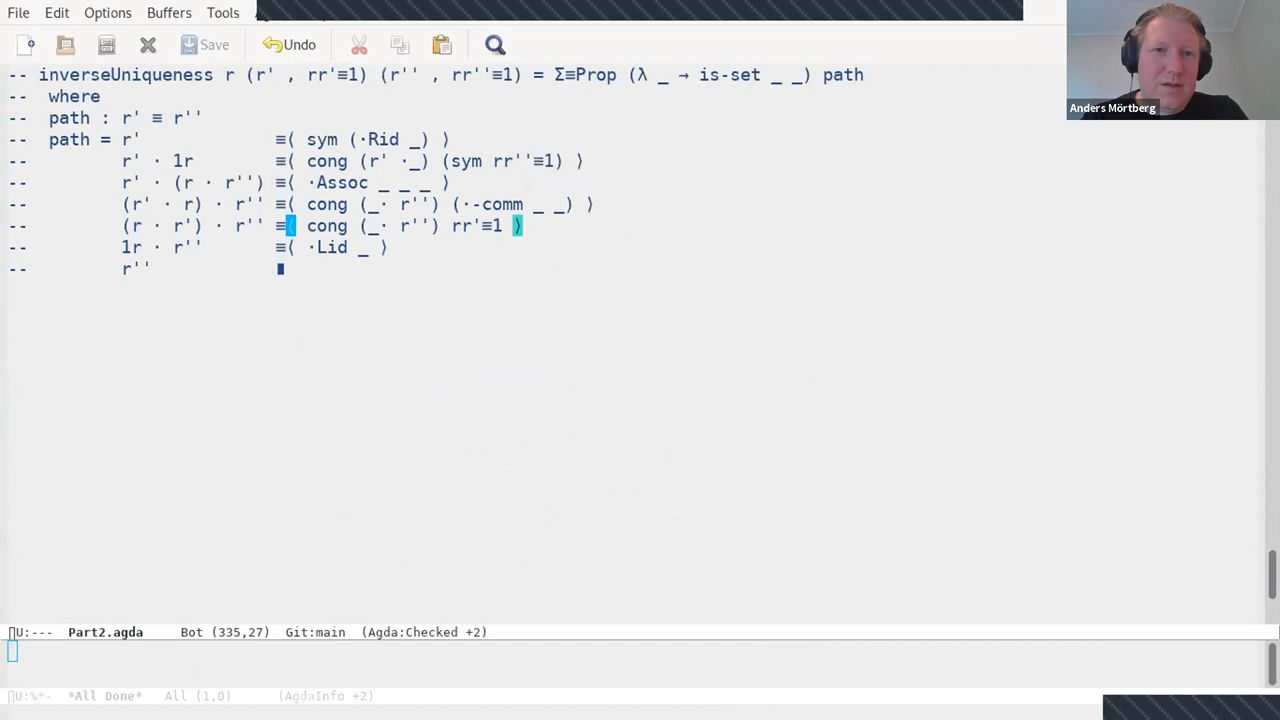 File Edit Options Buffers Tools
Save Undo
-- inverseUniqueness r (r' , rr'≡1) (r'' , rr''≡1) = Σ≡Prop (λ _ → is-set _ _) path
-- where
-- path : r' ≡ r''
-- path = r' ≡⟨ sym (·Rid _) ⟩
-- r' · 1r ≡⟨ cong (r' ·_) (sym rr''≡1) ⟩
-- r' · (r · r'') ≡⟨ ·Assoc _ _ _ ⟩
-- (r' · r) · r'' ≡⟨ cong (_· r'') (·-comm _ _) ⟩
-- (r · r') · r'' ≡⟨ cong (_· r'') rr'≡1 ⟩
-- 1r · r'' ≡⟨ ·Lid _ ⟩
-- r'' ∎
Anders Mörtberg
U:--- Part2.agda Bot (335,27) Git:main (Agda:Checked +2)
U:%*- *All Done* All (1,0) (AgdaInfo +2)